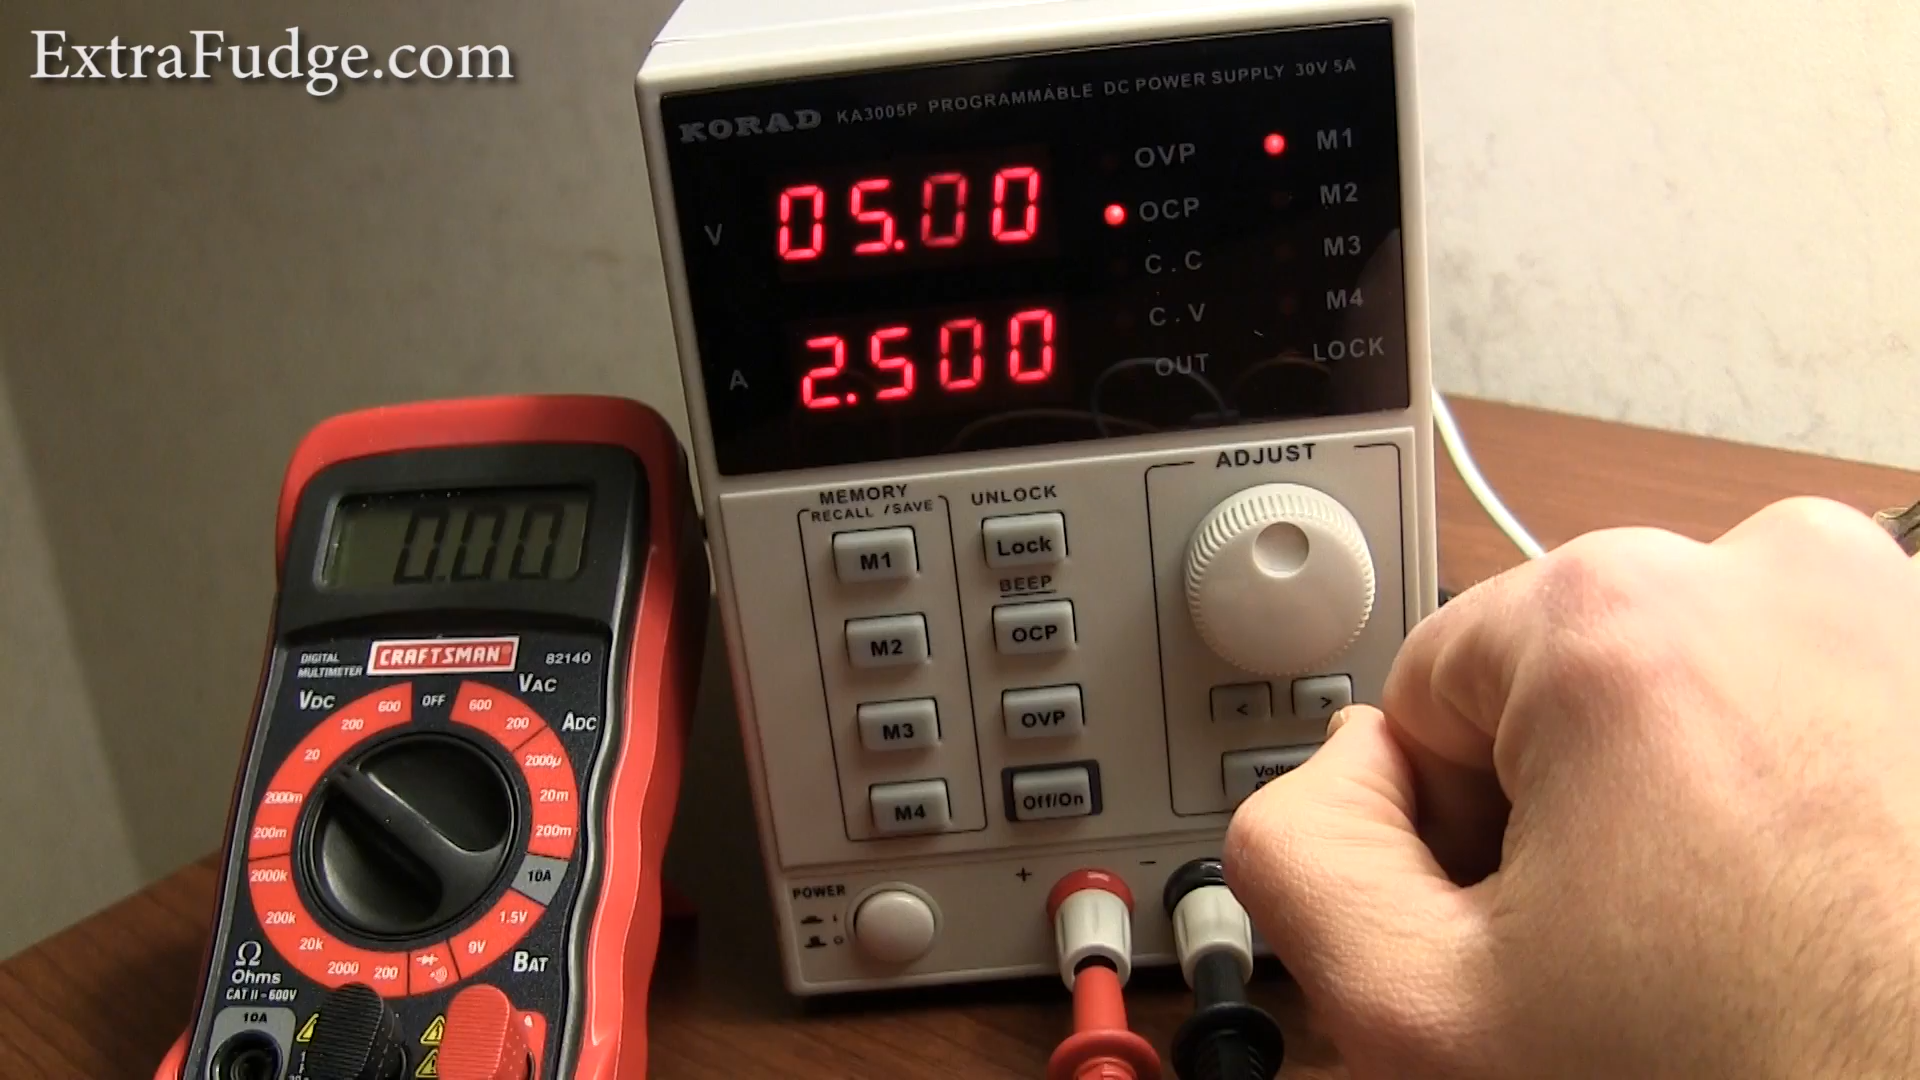 ExtraFudge.com
KORAD KA3005P PROGRAMMABLE DC POWER SUPPLY 30V 5A
V 05.00
A 2.500
OVP
OCP
C.C
C.V
OUT
M1
M2
M3
M4
LOCK
MEMORY
RECALL / SAVE
M1
M2
M3
M4
UNLOCK
Lock
BEEP
OCP
OVP
Off/On
ADJUST
< >
POWER
I
O
+ −
0.00
DIGITAL
MULTIMETER
CRAFTSMAN®
82140
VDC
OFF
VAC
600
200
20
2000m
200m
2000k
200k
20k
2000
200
600
200
ADC
2000µ
20m
200m
10A
1.5V
9V
BAT
Ω
Ohms
CAT II - 600V
10A